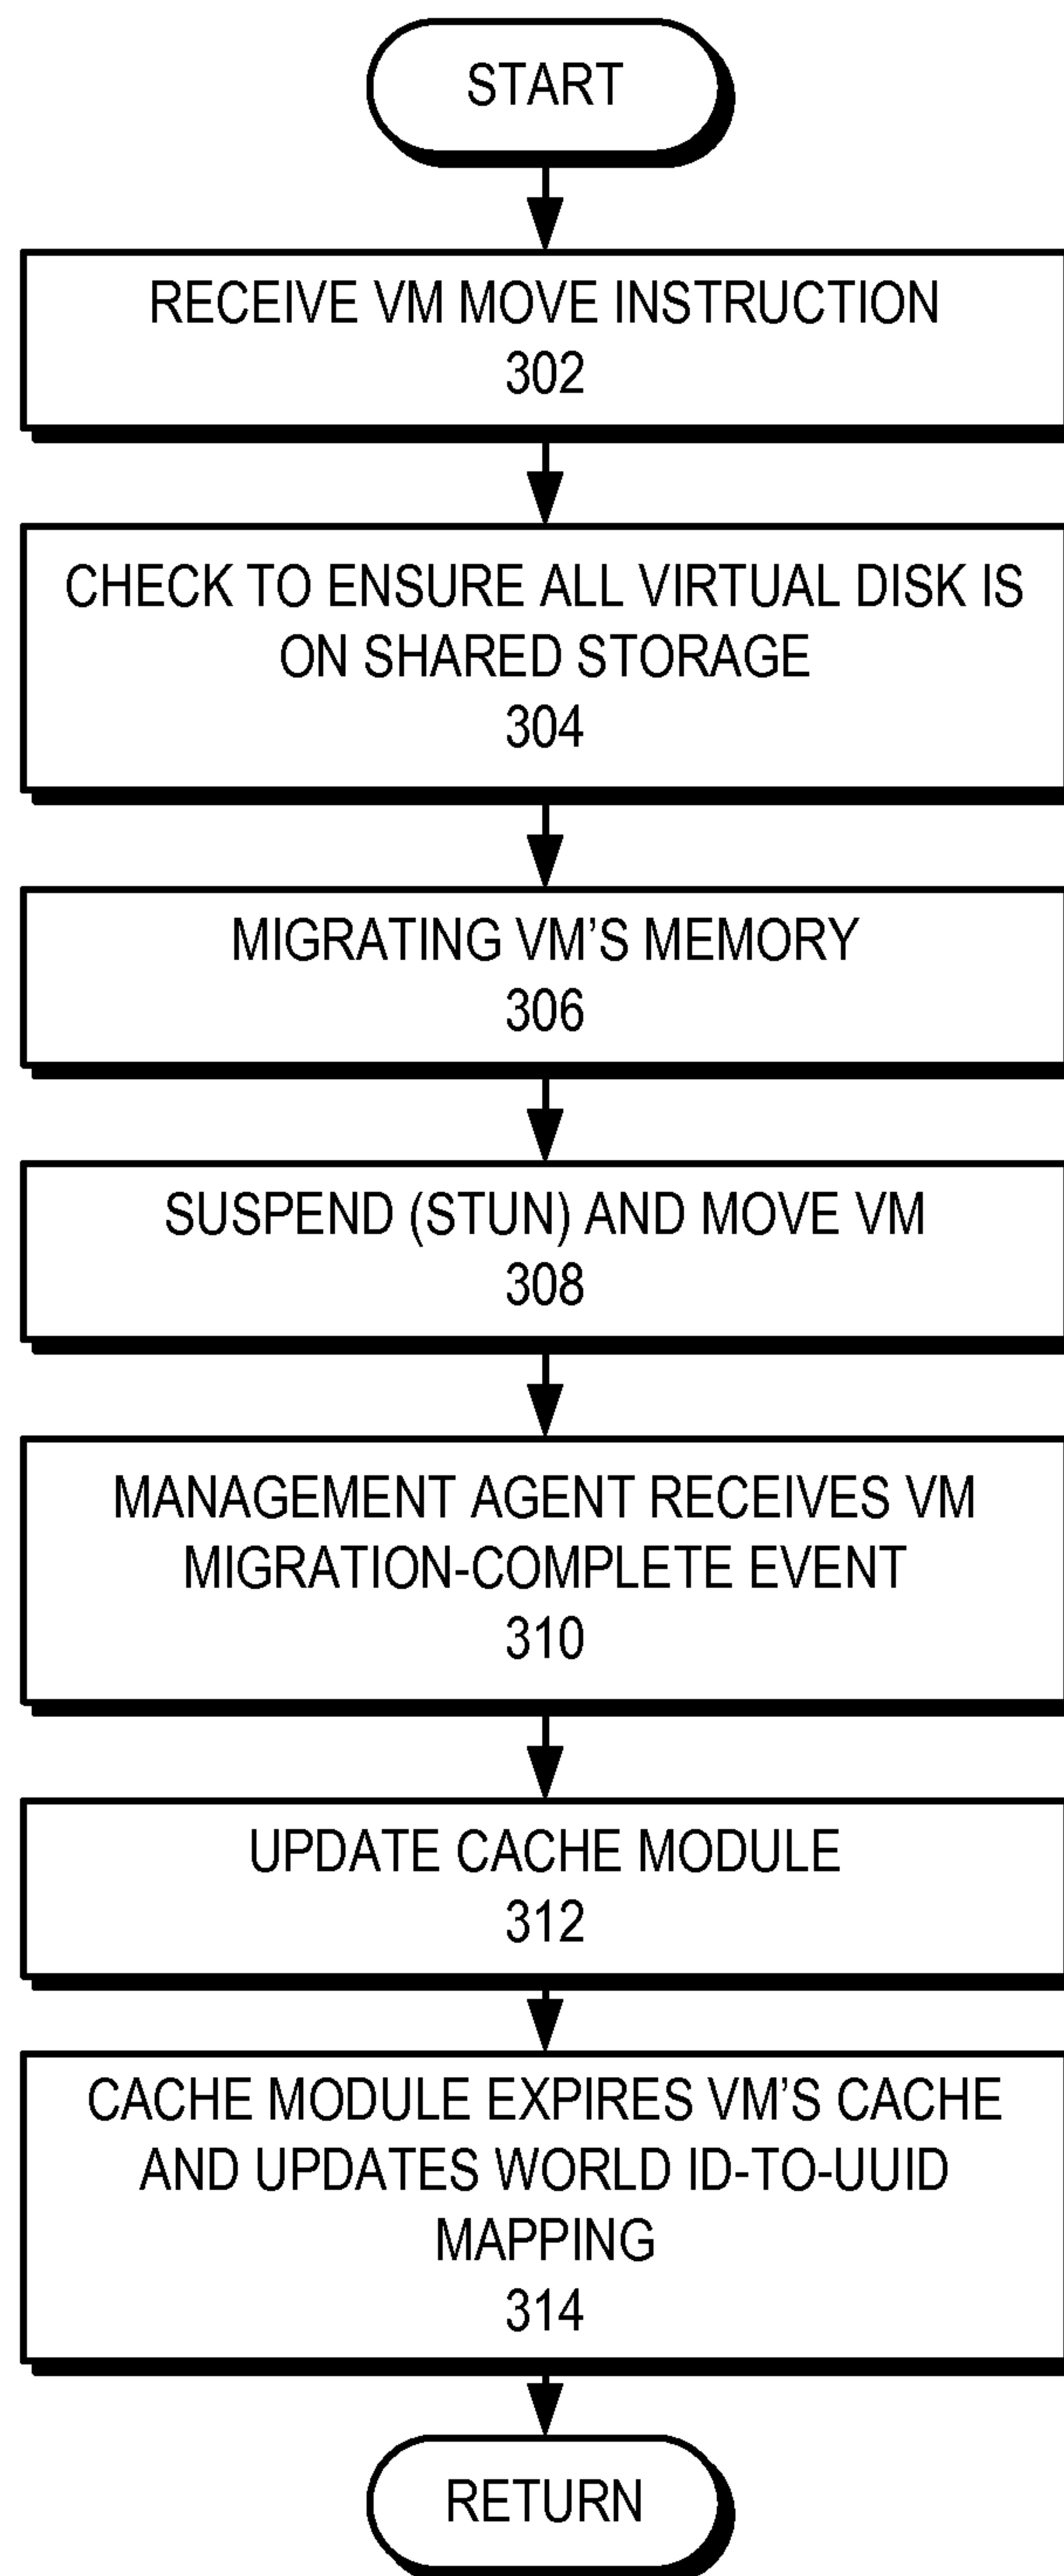 START
RECEIVE VM MOVE INSTRUCTION
302
CHECK TO ENSURE ALL VIRTUAL DISK IS
ON SHARED STORAGE
304
MIGRATING VM'S MEMORY
306
SUSPEND (STUN) AND MOVE VM
308
MANAGEMENT AGENT RECEIVES VM
MIGRATION-COMPLETE EVENT
310
UPDATE CACHE MODULE
312
CACHE MODULE EXPIRES VM'S CACHE
AND UPDATES WORLD ID-TO-UUID
MAPPING
314
RETURN